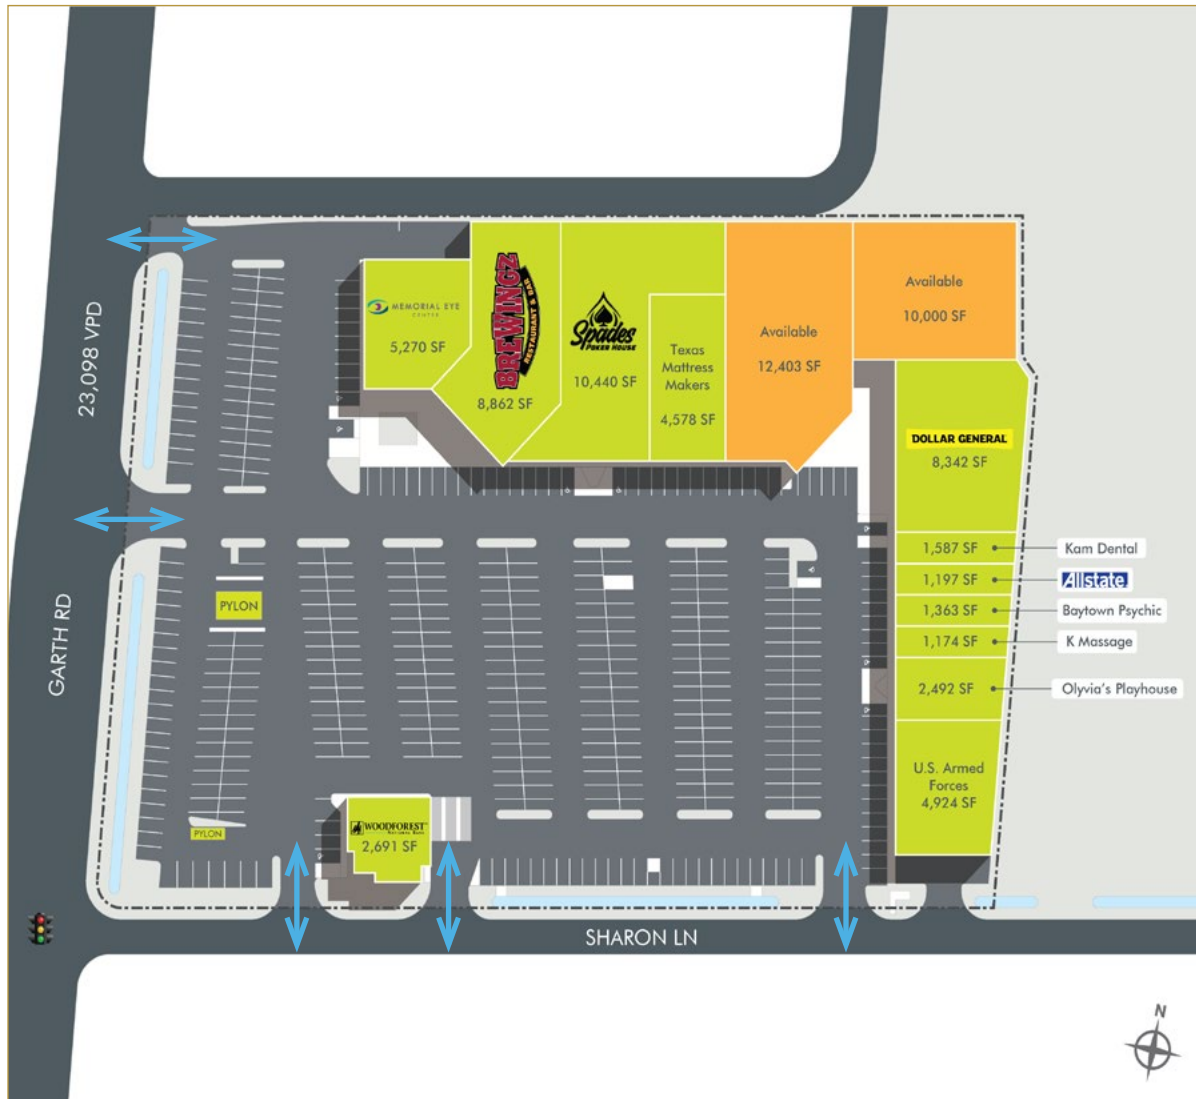 23,098 VPD
GARTH RD
MEMORIAL EYE
CENTER
5,270 SF
BREWINGZ
RESTAURANT & BAR
8,862 SF
Spades
POKER HOUSE
10,440 SF
Texas
Mattress
Makers
4,578 SF
Available
12,403 SF
Available
10,000 SF
DOLLAR GENERAL
8,342 SF
1,587 SF
Kam Dental
1,197 SF
Allstate
1,363 SF
Baytown Psychic
1,174 SF
K Massage
2,492 SF
Olyvia's Playhouse
U.S. Armed
Forces
4,924 SF
PYLON
PYLON
WOODFOREST
NATIONAL BANK
2,691 SF
SHARON LN
N